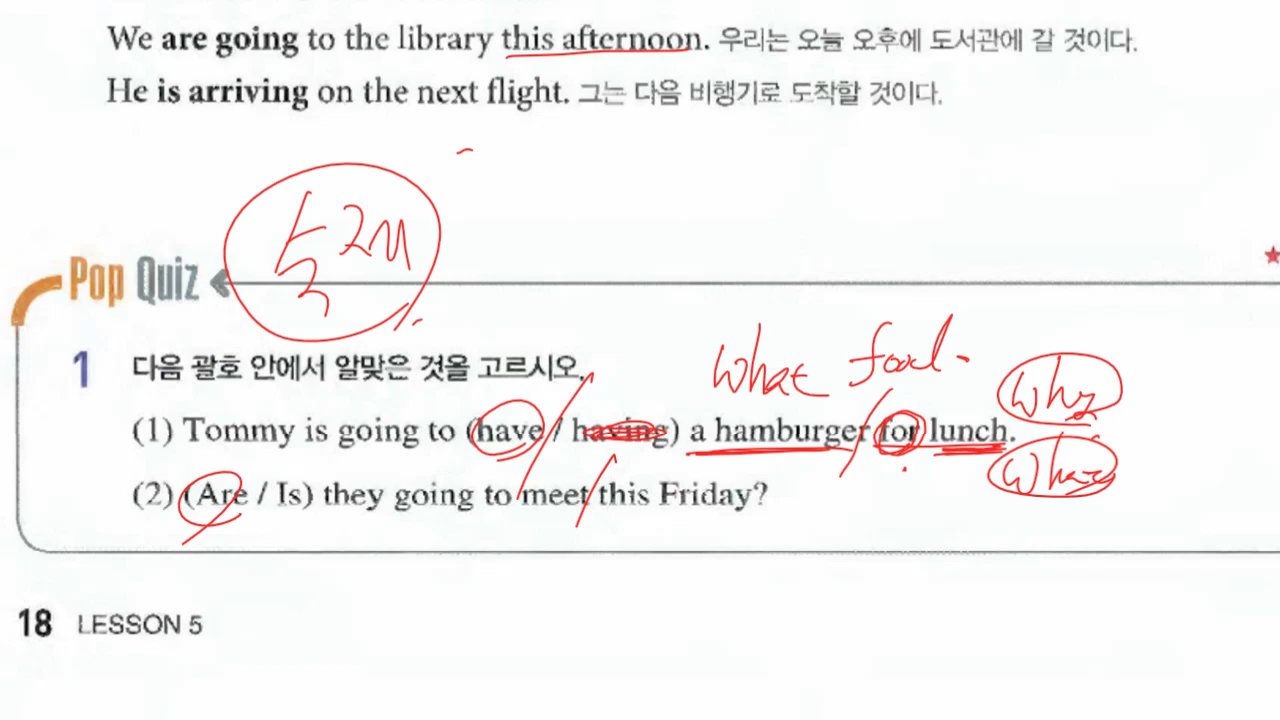 We are going to the library this afternoon. 우리는 오늘 오후에 도서관에 갈 것이다.
He is arriving on the next flight. 그는 다음 비행기로 도착할 것이다.
Pop Quiz
1 다음 괄호 안에서 알맞은 것을 고르시오.
What food
(1) Tommy is going to (have / having) a hamburger for lunch.
(2) (Are / Is) they going to meet this Friday?
18 LESSON 5